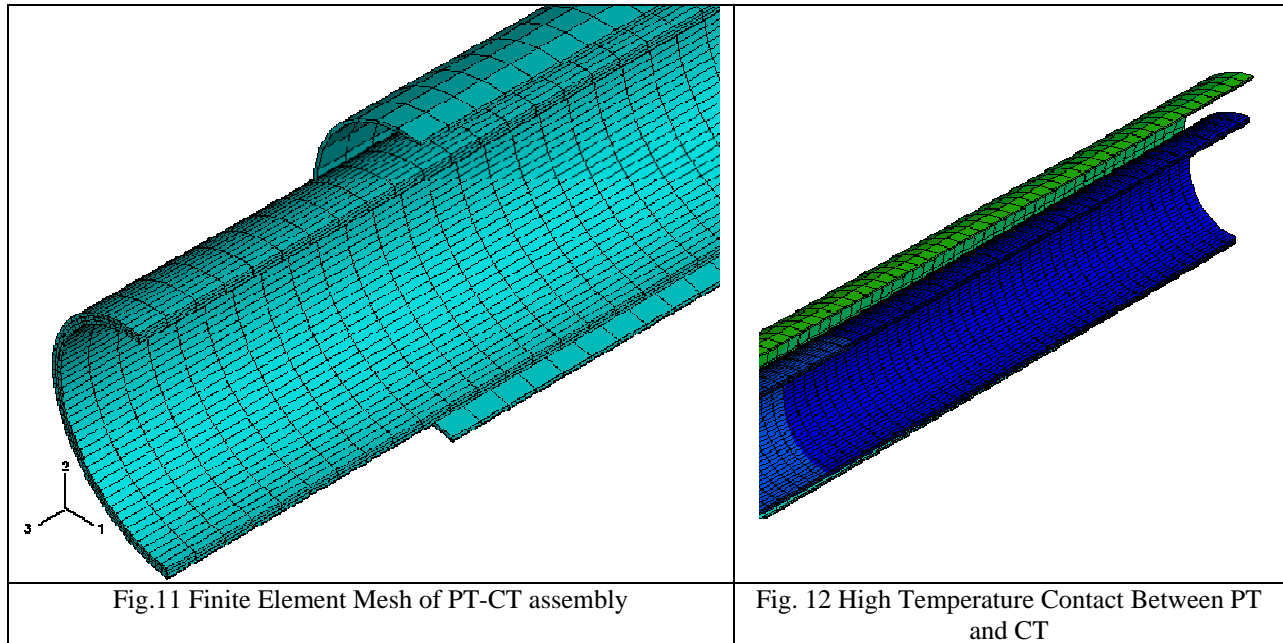 2
3
1
Fig.11 Finite Element Mesh of PT-CT assembly
Fig. 12 High Temperature Contact Between PT
and CT